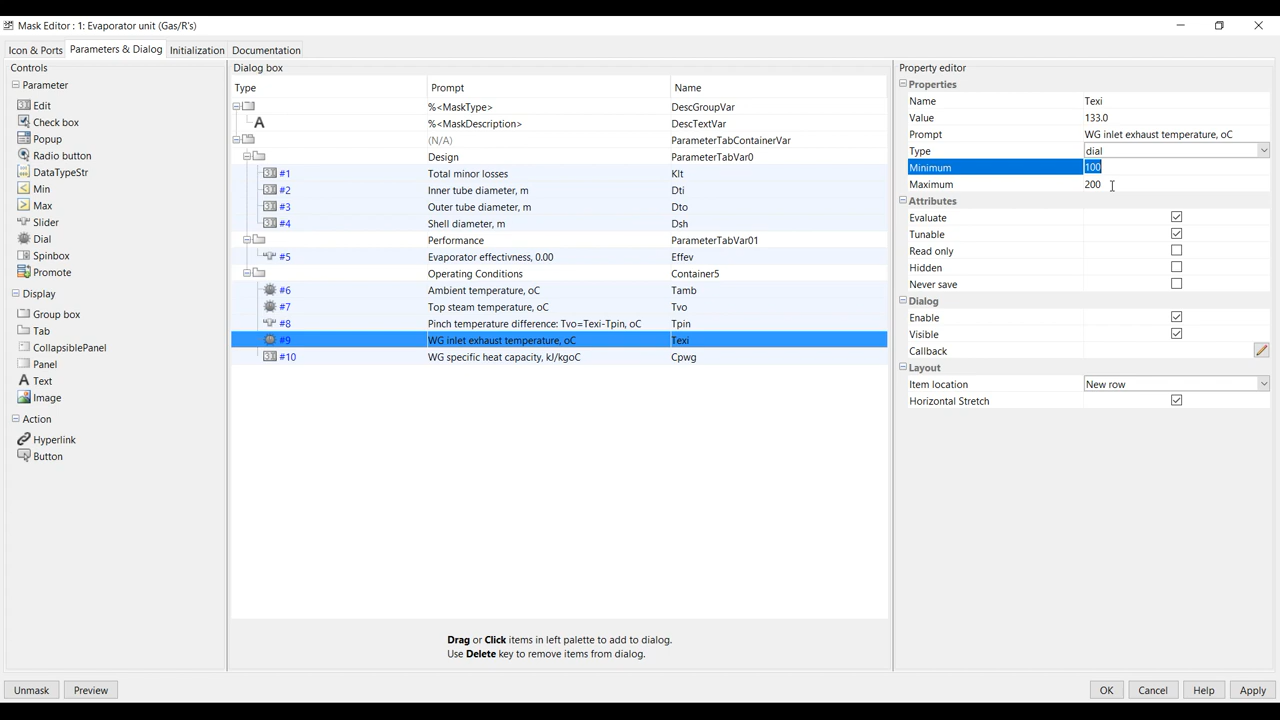 Mask Editor : 1: Evaporator unit (Gas/R's)
Icon & Ports Parameters & Dialog Initialization Documentation
Controls
Parameter
Edit
Check box
Popup
Radio button
DataTypeStr
Min
Max
Slider
Dial
Spinbox
Promote
Display
Group box
Tab
CollapsiblePanel
Panel
A Text
Image
Action
Hyperlink
Button
Dialog box
Type Prompt Name
%<MaskType> DescGroupVar
A %<MaskDescription> DescTextVar
(N/A) ParameterTabContainerVar
Design ParameterTabVar0
#1 Total minor losses Klt
#2 Inner tube diameter, m Dti
#3 Outer tube diameter, m Dto
#4 Shell diameter, m Dsh
Performance ParameterTabVar01
#5 Evaporator effectivness, 0.00 Effev
Operating Conditions Container5
#6 Ambient temperature, oC Tamb
#7 Top steam temperature, oC Tvo
#8 Pinch temperature difference: Tvo=Texi-Tpin, oC Tpin
#9 WG inlet exhaust temperature, oC Texi
#10 WG specific heat capacity, kJ/kgoC Cpwg
Drag or Click items in left palette to add to dialog.
Use Delete key to remove items from dialog.
Property editor
Properties
Name Texi
Value 133.0
Prompt WG inlet exhaust temperature, oC
Type dial
Minimum 100
Maximum 200
Attributes
Evaluate
Tunable
Read only
Hidden
Never save
Dialog
Enable
Visible
Callback
Layout
Item location New row
Horizontal Stretch
Unmask Preview OK Cancel Help Apply